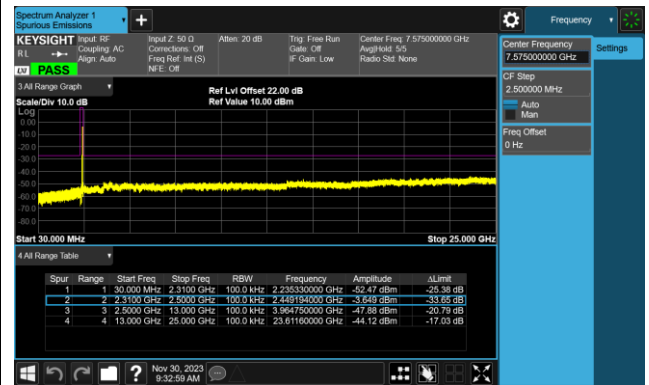 Spectrum Analyzer 1
Spurious Emissions
Frequency
KEYSIGHT
RL
LXI
PASS
Input: RF
Coupling: AC
Align: Auto
Input Z: 50 Ω
Corrections: Off
Freq Ref: Int (S)
NFE: Off
Atten: 20 dB
Trig: Free Run
Gate: Off
IF Gain: Low
Center Freq: 7.575000000 GHz
Avg|Hold: 5/5
Radio Std: None
Center Frequency
7.575000000 GHz
Settings
CF Step
2.500000 MHz
Auto
Man
Freq Offset
0 Hz
3 All Range Graph
Ref Lvl Offset 22.00 dB
Scale/Div 10.0 dB
Ref Value 10.00 dBm
Log
0.00
-10.0
-20.0
-30.0
-40.0
-50.0
-60.0
-70.0
-80.0
Start 30.000 MHz
Stop 25.000 GHz
4 All Range Table
Spur Range Start Freq Stop Freq RBW Frequency Amplitude ΔLimit
1 1 30.000 MHz 2.3100 GHz 100.0 kHz 2.235330000 GHz -52.47 dBm -25.38 dB
2 2 2.3100 GHz 2.5000 GHz 100.0 kHz 2.449194000 GHz -3.649 dBm -33.65 dB
3 3 2.5000 GHz 13.000 GHz 100.0 kHz 3.964750000 GHz -47.88 dBm -20.79 dB
4 4 13.000 GHz 25.000 GHz 100.0 kHz 23.61160000 GHz -44.12 dBm -17.03 dB
?
Nov 30, 2023
9:32:59 AM